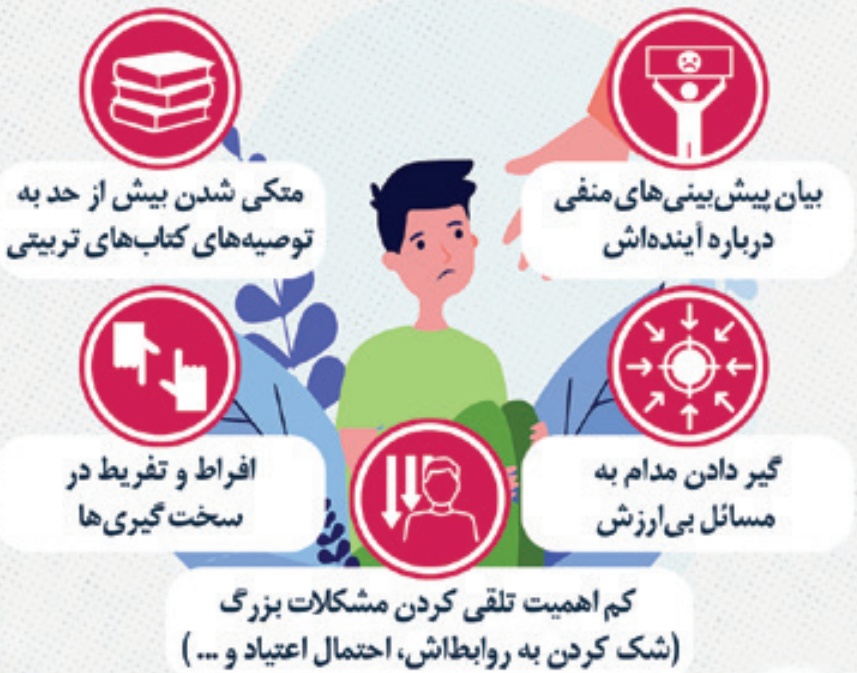 بیان پیش‌بینی‌های منفی
درباره آینده‌اش
متکی شدن بیش از حد به
توصیه‌های کتاب‌های تربیتی
گیر دادن مدام به
مسائل بی‌ارزش
افراط و تفریط در
سخت‌گیری‌ها
کم اهمیت تلقی کردن مشکلات بزرگ
(شک کردن به روابط‌اش، احتمال اعتیاد و ...)